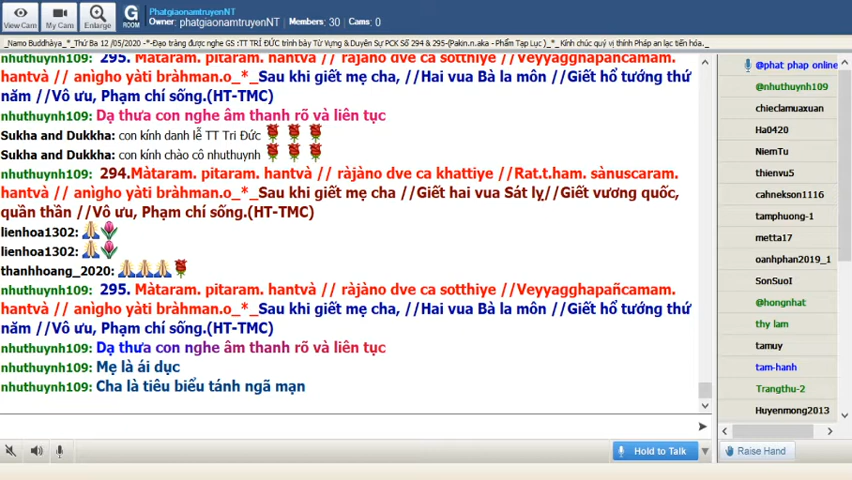 View Cam
My Cam
Enlarge
G
ROOM
PhatgiaonamtruyenNT
Owner: phatgiaonamtruyenNT | Members: 30 | Cams: 0
_Namo Buddhàya_*_Thứ Ba 12 /05/2020 -*-Đạo tràng được nghe GS :TT TRÍ ĐỨC trình bày Từ Vựng &Duyên Sự PCK Số 294 & 295-(Pakin.n.aka - Phẩm Tạp Lục )_*_Kính chúc quý vị thính Pháp an lạc tiến hóa._
nhuthuynh109: 295. Màtaram. pitaram. hantvà // ràjàno dve ca sotthiye //Veyyagghapañcamam.
hantvà // anìgho yàti bràhman.o_*_Sau khi giết mẹ cha, //Hai vua Bà la môn //Giết hổ tướng thứ
năm //Vô ưu, Phạm chí sống.(HT-TMC)
nhuthuynh109: Dạ thưa con nghe âm thanh rõ và liên tục
Sukha and Dukkha: con kính danh lễ TT Tri Đức
Sukha and Dukkha: con kính chào cô nhuthuynh
nhuthuynh109: 294.Màtaram. pitaram. hantvà // ràjàno dve ca khattiye //Rat.t.ham. sànuscaram.
hantvà // anìgho yàti bràhman.o_*_Sau khi giết mẹ cha //Giết hai vua Sát lỵ//Giết vương quốc,
quần thần //Vô ưu, Phạm chí sống.(HT-TMC)
lienhoa1302:
lienhoa1302:
thanhhoang_2020:
nhuthuynh109: 295. Màtaram. pitaram. hantvà // ràjàno dve ca sotthiye //Veyyagghapañcamam.
hantvà // anìgho yàti bràhman.o_*_Sau khi giết mẹ cha, //Hai vua Bà la môn //Giết hổ tướng thứ
năm //Vô ưu, Phạm chí sống.(HT-TMC)
nhuthuynh109: Dạ thưa con nghe âm thanh rõ và liên tục
nhuthuynh109: Mẹ là ái dục
nhuthuynh109: Cha là tiêu biểu tánh ngã mạn
@phat phap online
@nhuthuynh109
chieclamuaxuan
Ha0420
NiemTu
thienvu5
cahnekson1116
tamphuong-1
metta17
oanhphan2019_1
SonSuoI
@hongnhat
thy lam
tamuy
tam-hanh
Trangthu-2
Huyenmong2013
Hold to Talk
Raise Hand